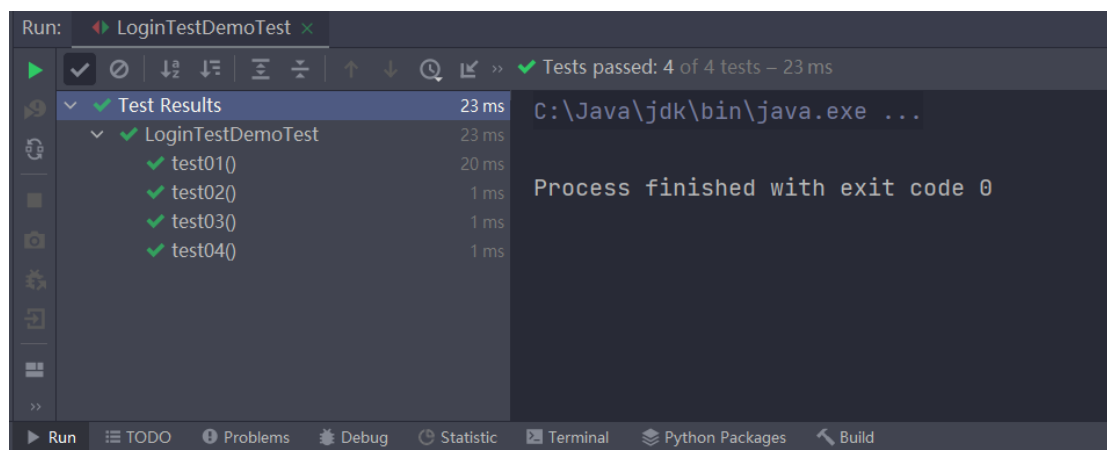 Run: LoginTestDemoTest ×
» Tests passed: 4 of 4 tests – 23 ms
Test Results 23 ms
LoginTestDemoTest 23 ms
test01() 20 ms
test02() 1 ms
test03() 1 ms
test04() 1 ms
C:\Java\jdk\bin\java.exe ...
Process finished with exit code 0
»
Run TODO Problems Debug Statistic Terminal Python Packages Build